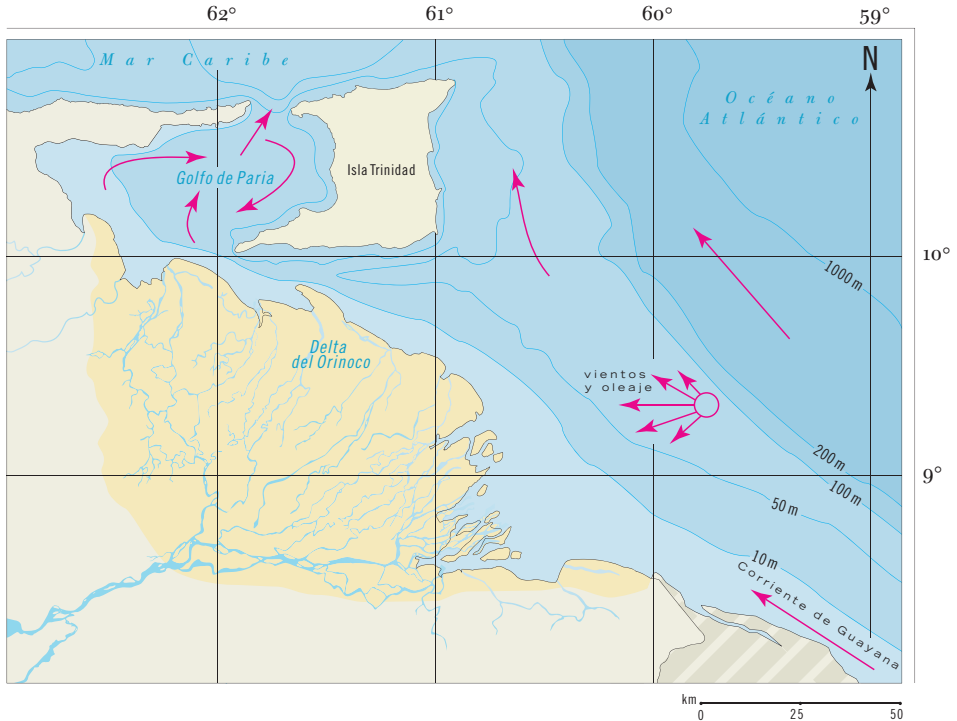 62° 61° 60° 59°
Mar Caribe
N
Océano
Atlántico
Isla Trinidad
Golfo de Paria
10°
1000 m
Delta
del Orinoco
vientos
y oleaje
200 m
9°
100 m
50 m
10 m
Corriente de Guayana
km
0 25 50